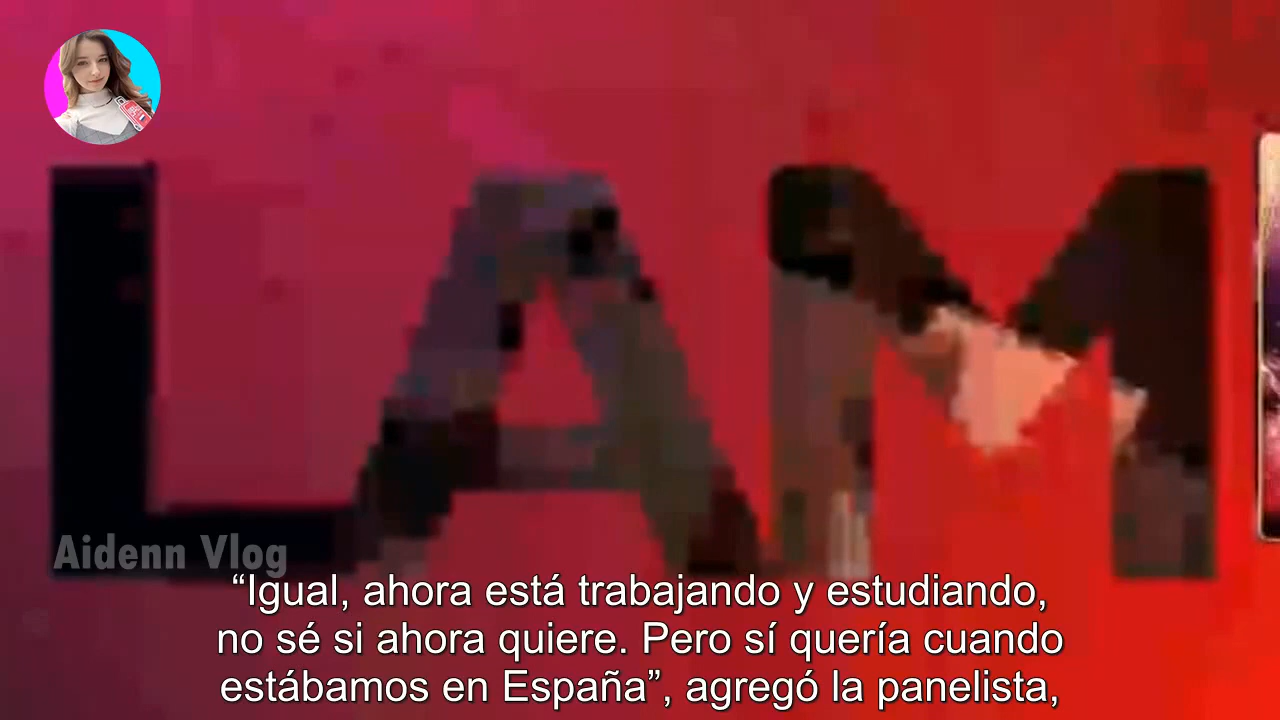 LAM
Aidenn Vlog
“Igual, ahora está trabajando y estudiando,
no sé si ahora quiere. Pero sí quería cuando
estábamos en España”, agregó la panelista,